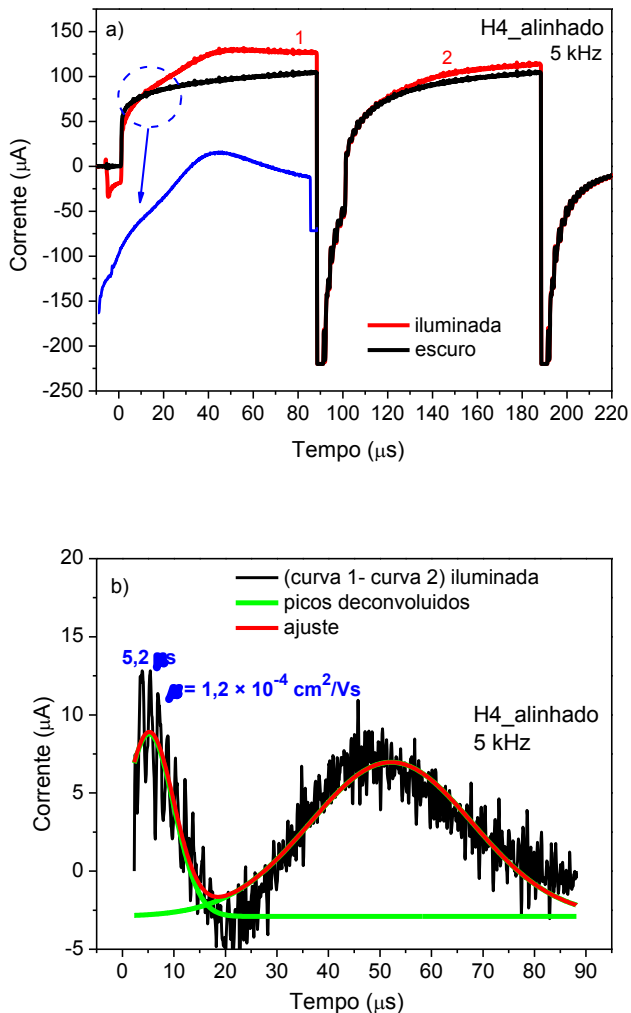 a)
H4_alinhado
5 kHz
1
2
100
50
0
-50
-100
-150
-200
-250
Corrente (μA)
iluminada
escuro
0 20 40 60 80 100 120 140 160 180 200 220
Tempo (μs)
b)
(curva 1- curva 2) iluminada
picos deconvoluidos
ajuste
5,2 s
= 1,2 × 10⁻⁴ cm²/Vs
H4_alinhado
5 kHz
20
15
10
5
0
-5
Corrente (μA)
0 10 20 30 40 50 60 70 80 90
Tempo (μs)